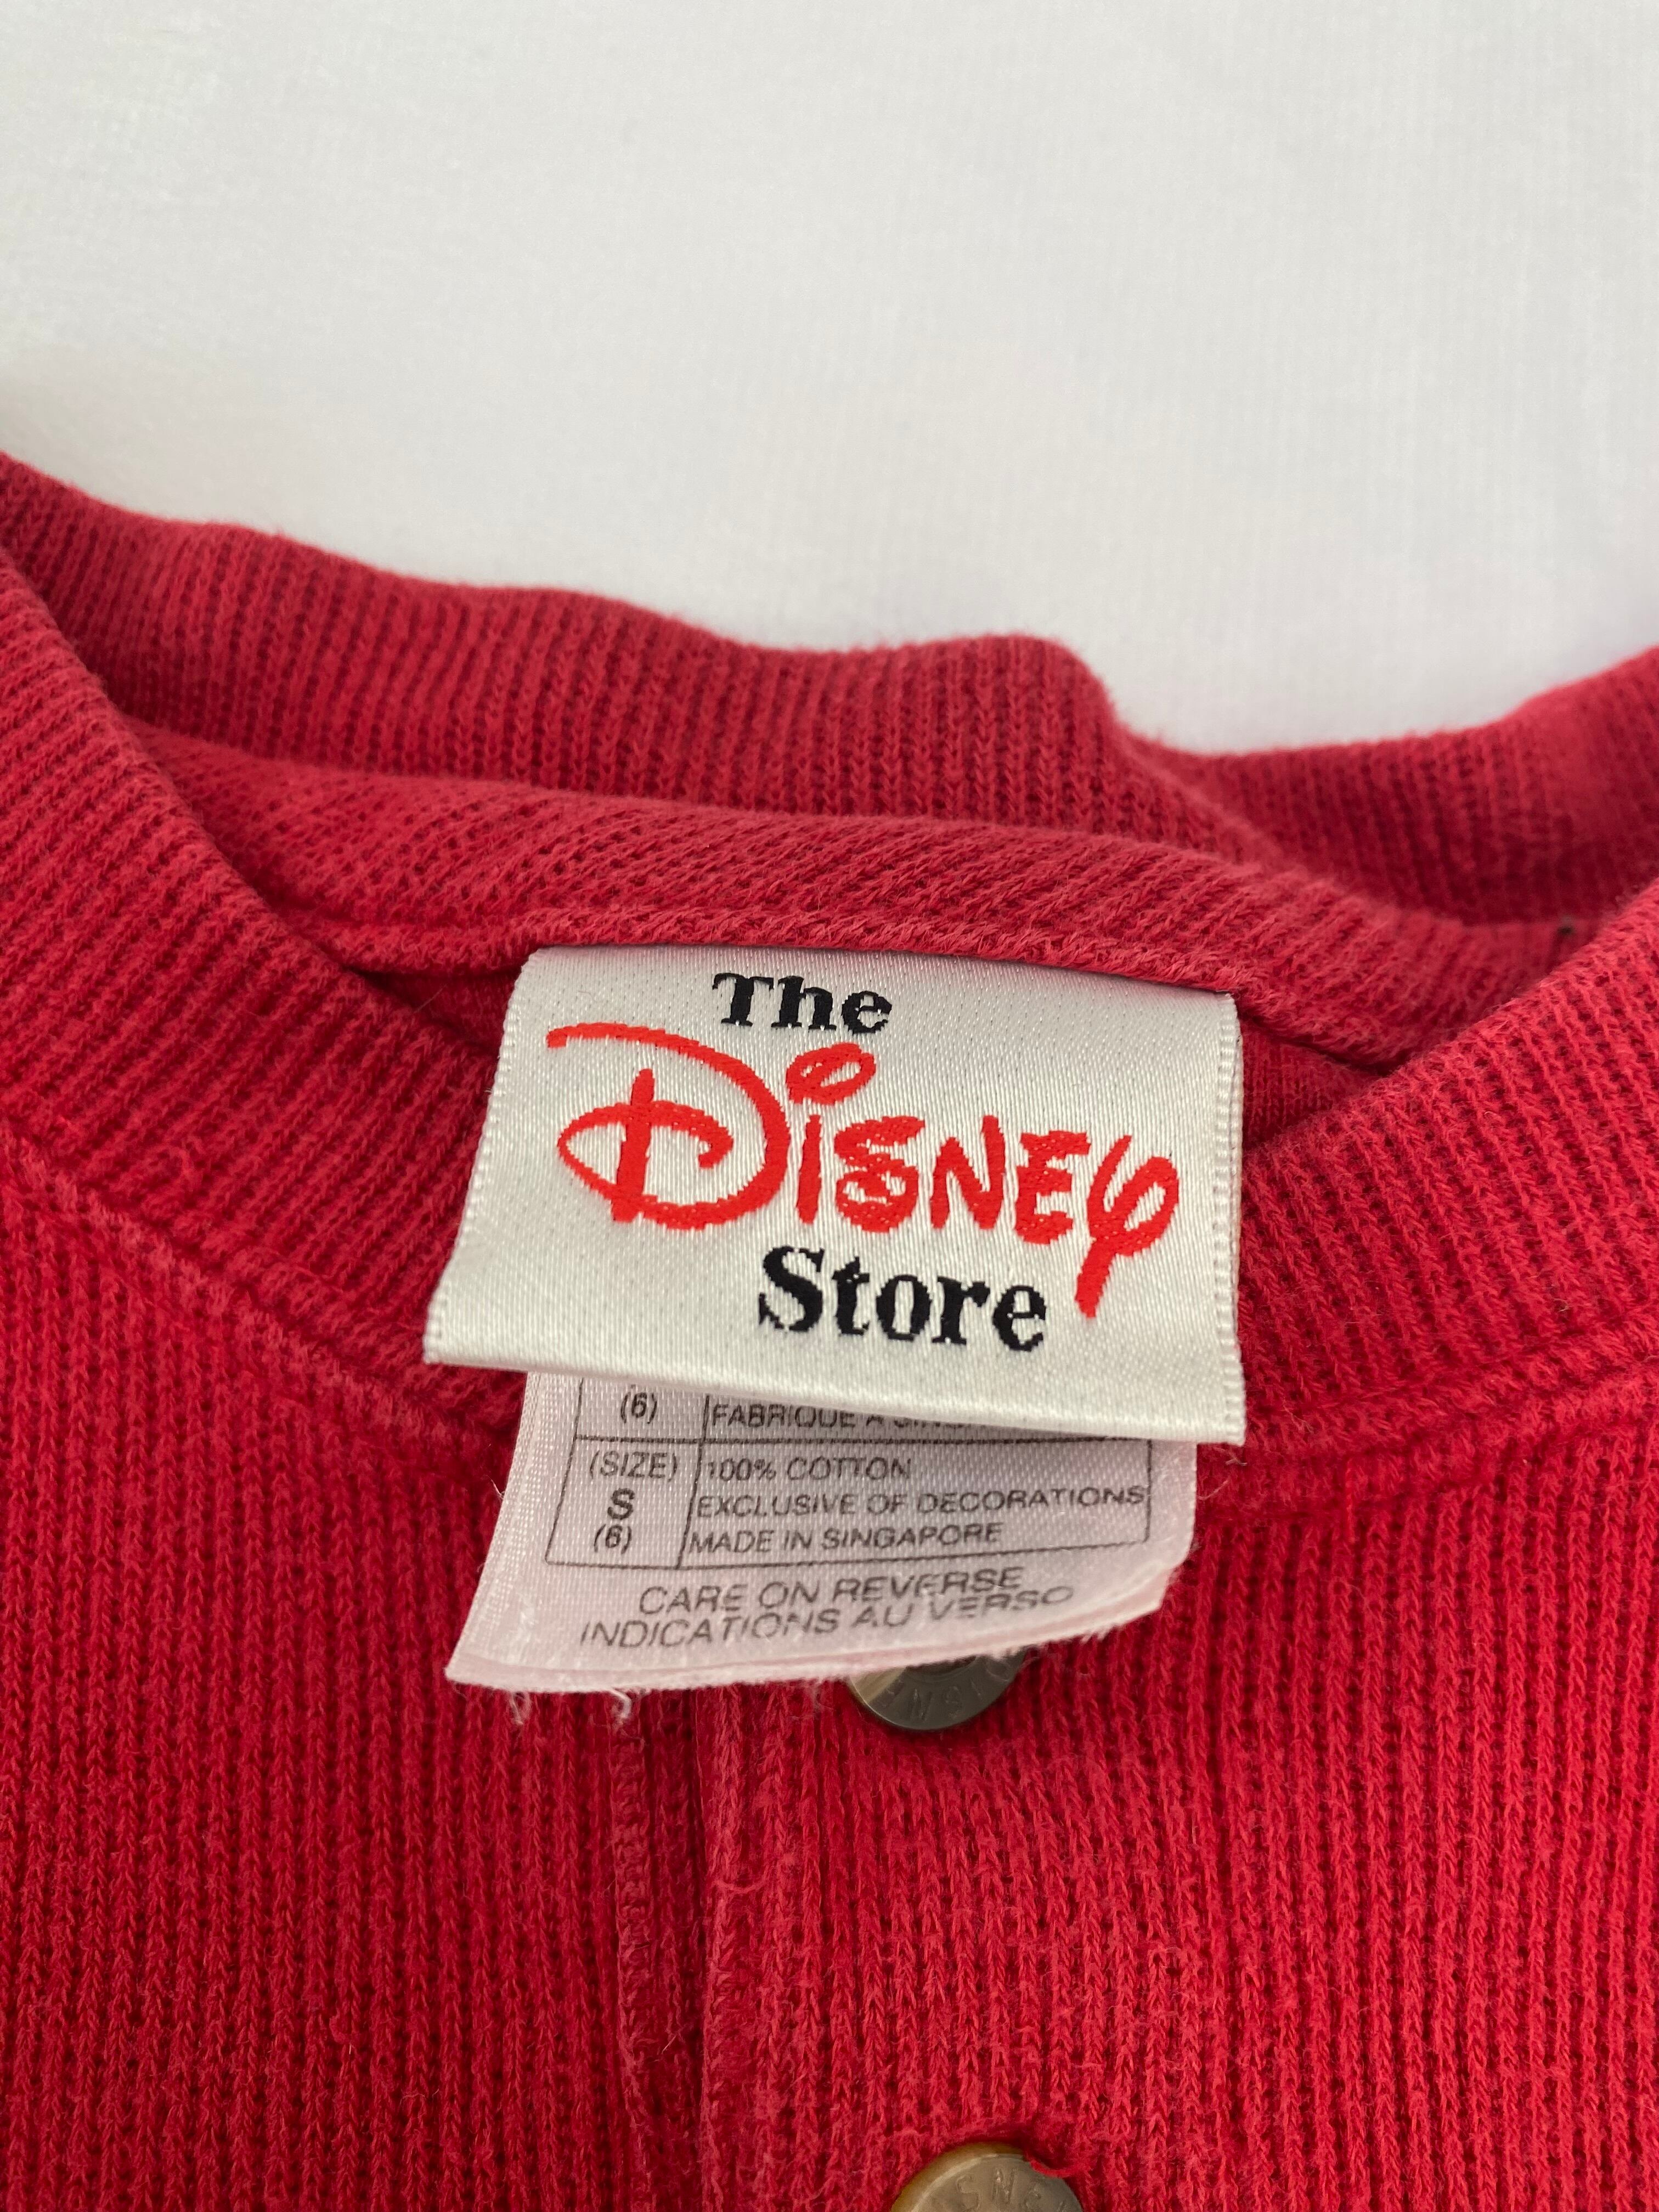 The
Disney
Store
(6) FABRIQUE A
(SIZE) 100% COTTON
S EXCLUSIVE OF DECORATIONS
(6) MADE IN SINGAPORE
CARE ON REVERSE
INDICATIONS AU VERSO